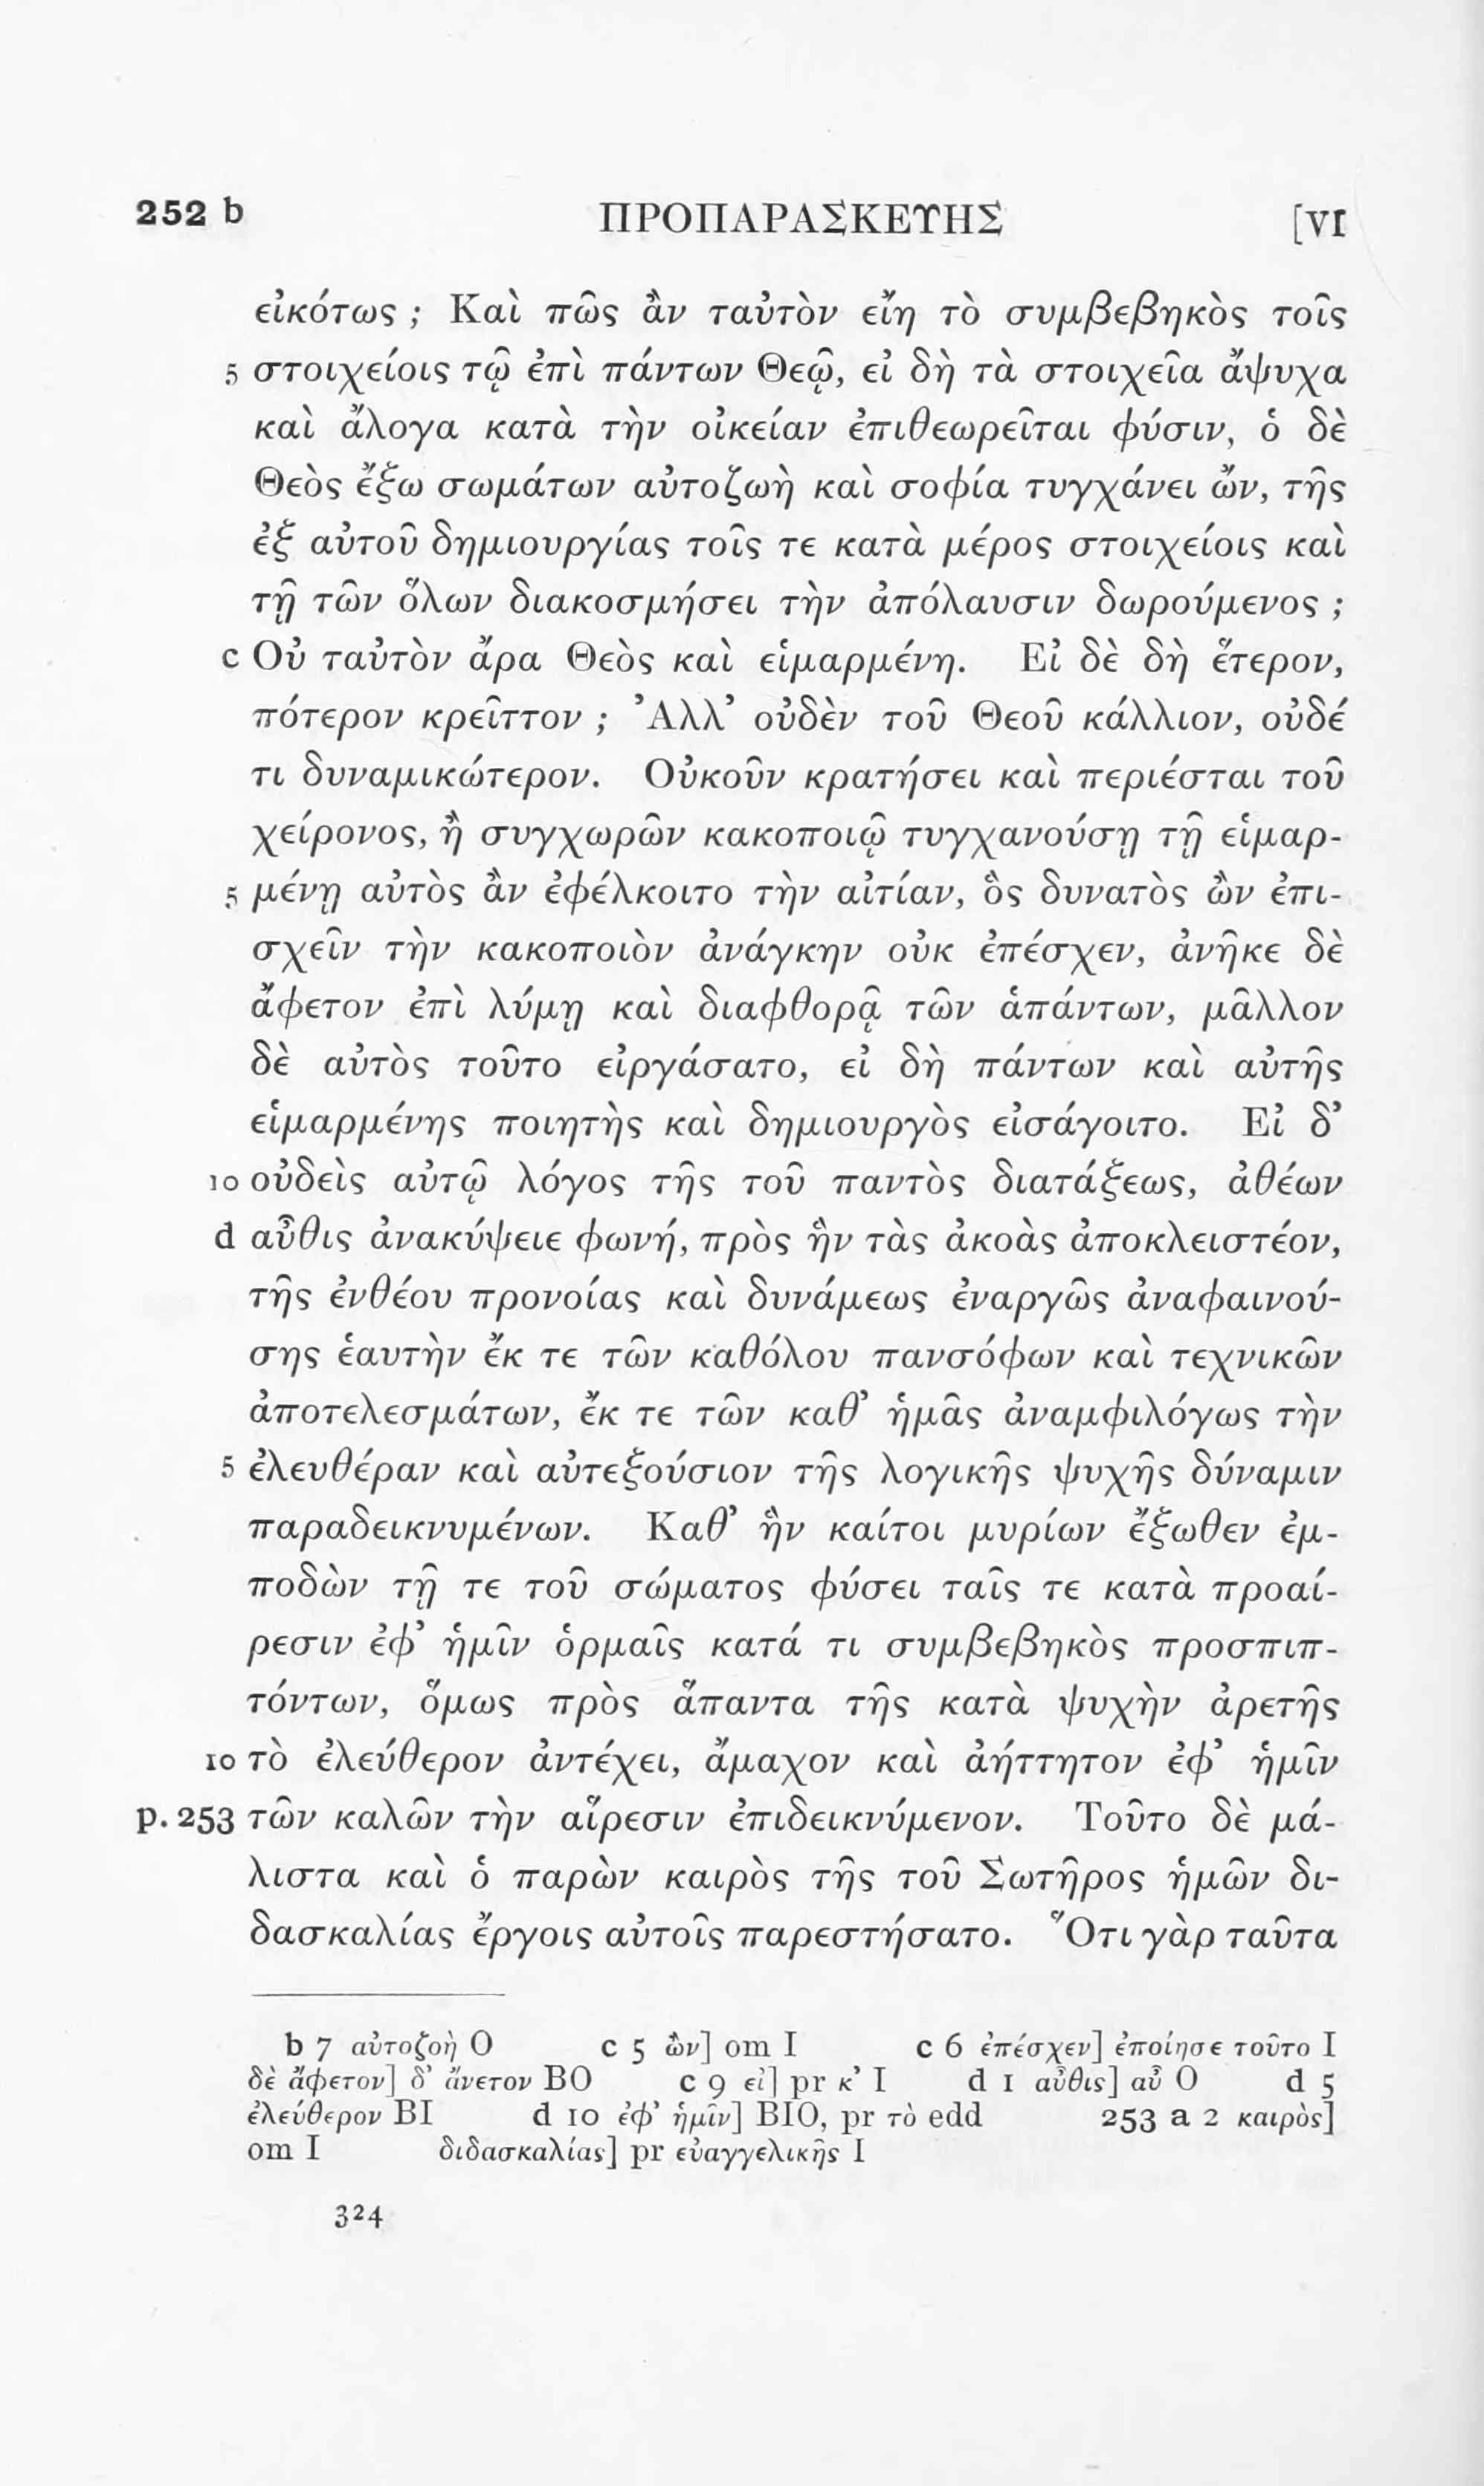 252 b ΠΡΟΠΑΡΑΣΚΕΥΗΣ [VI
εἰκότως ; Καὶ πῶς ἂν ταὐτὸν εἴη τὸ συμβεβηκὸς τοῖς
5 στοιχείοις τῷ ἐπὶ πάντων Θεῷ, εἰ δὴ τὰ στοιχεῖα ἄψυχα
καὶ ἄλογα κατὰ τὴν οἰκείαν ἐπιθεωρεῖται φύσιν, ὁ δὲ
Θεὸς ἔξω σωμάτων αὐτοζωὴ καὶ σοφία τυγχάνει ὤν, τῆς
ἐξ αὐτοῦ δημιουργίας τοῖς τε κατὰ μέρος στοιχείοις καὶ
τῇ τῶν ὅλων διακοσμήσει τὴν ἀπόλαυσιν δωρούμενος ;
c Οὐ ταὐτὸν ἄρα Θεὸς καὶ εἱμαρμένη. Εἰ δὲ δὴ ἕτερον,
πότερον κρεῖττον ; Ἀλλ’ οὐδὲν τοῦ Θεοῦ κάλλιον, οὐδέ
τι δυναμικώτερον. Οὐκοῦν κρατήσει καὶ περιέσται τοῦ
χείρονος, ἢ συγχωρῶν κακοποιῷ τυγχανούσῃ τῇ εἱμαρ-
5 μένῃ αὐτὸς ἂν ἐφέλκοιτο τὴν αἰτίαν, ὃς δυνατὸς ὢν ἐπι-
σχεῖν τὴν κακοποιὸν ἀνάγκην οὐκ ἐπέσχεν, ἀνῆκε δὲ
ἄφετον ἐπὶ λύμῃ καὶ διαφθορᾷ τῶν ἁπάντων, μᾶλλον
δὲ αὐτὸς τοῦτο εἰργάσατο, εἰ δὴ πάντων καὶ αὐτῆς
εἱμαρμένης ποιητὴς καὶ δημιουργὸς εἰσάγοιτο. Εἰ δ’
10 οὐδεὶς αὐτῷ λόγος τῆς τοῦ παντὸς διατάξεως, ἀθέων
d αὖθις ἀνακύψειε φωνή, πρὸς ἣν τὰς ἀκοὰς ἀποκλειστέον,
τῆς ἐνθέου προνοίας καὶ δυνάμεως ἐναργῶς ἀναφαινού-
σης ἑαυτὴν ἔκ τε τῶν καθόλου πανσόφων καὶ τεχνικῶν
ἀποτελεσμάτων, ἔκ τε τῶν καθ’ ἡμᾶς ἀναμφιλόγως τὴν
5 ἐλευθέραν καὶ αὐτεξούσιον τῆς λογικῆς ψυχῆς δύναμιν
παραδεικνυμένων. Καθ’ ἣν καίτοι μυρίων ἔξωθεν ἐμ-
ποδὼν τῇ τε τοῦ σώματος φύσει ταῖς τε κατὰ προαί-
ρεσιν ἐφ’ ἡμῖν ὁρμαῖς κατά τι συμβεβηκὸς προσπιπ-
τόντων, ὅμως πρὸς ἅπαντα τῆς κατὰ ψυχὴν ἀρετῆς
10 τὸ ἐλεύθερον ἀντέχει, ἄμαχον καὶ ἀήττητον ἐφ’ ἡμῖν
p. 253 τῶν καλῶν τὴν αἵρεσιν ἐπιδεικνύμενον. Τοῦτο δὲ μά-
λιστα καὶ ὁ παρὼν καιρὸς τῆς τοῦ Σωτῆρος ἡμῶν δι-
δασκαλίας ἔργοις αὐτοῖς παρεστήσατο. Ὅτι γὰρ ταῦτα
b 7 αὐτοζοὴ O c 5 ὢν] om I c 6 ἐπέσχεν] ἐποίησε τοῦτο I
δὲ ἄφετον] δ’ ἄνετον BO c 9 εἰ] pr κ’ I d 1 αὖθις] αὖ O d 5
ἐλεύθερον BI d 10 ἐφ’ ἡμῖν] BIO, pr τὸ edd 253 a 2 καιρὸς]
om I διδασκαλίας] pr εὐαγγελικῆς I
324